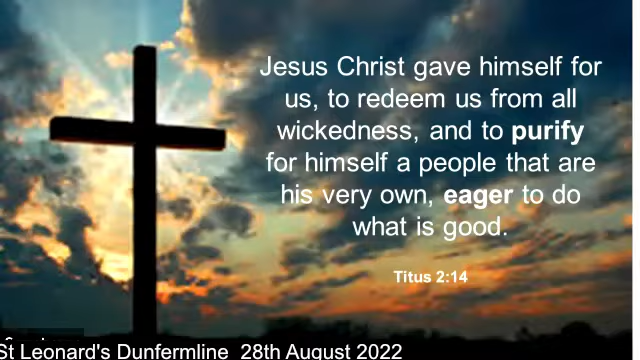 Jesus Christ gave himself for
us, to redeem us from all
wickedness, and to purify
for himself a people that are
his very own, eager to do
what is good.
Titus 2:14
St Leonard's Dunfermline 28th August 2022